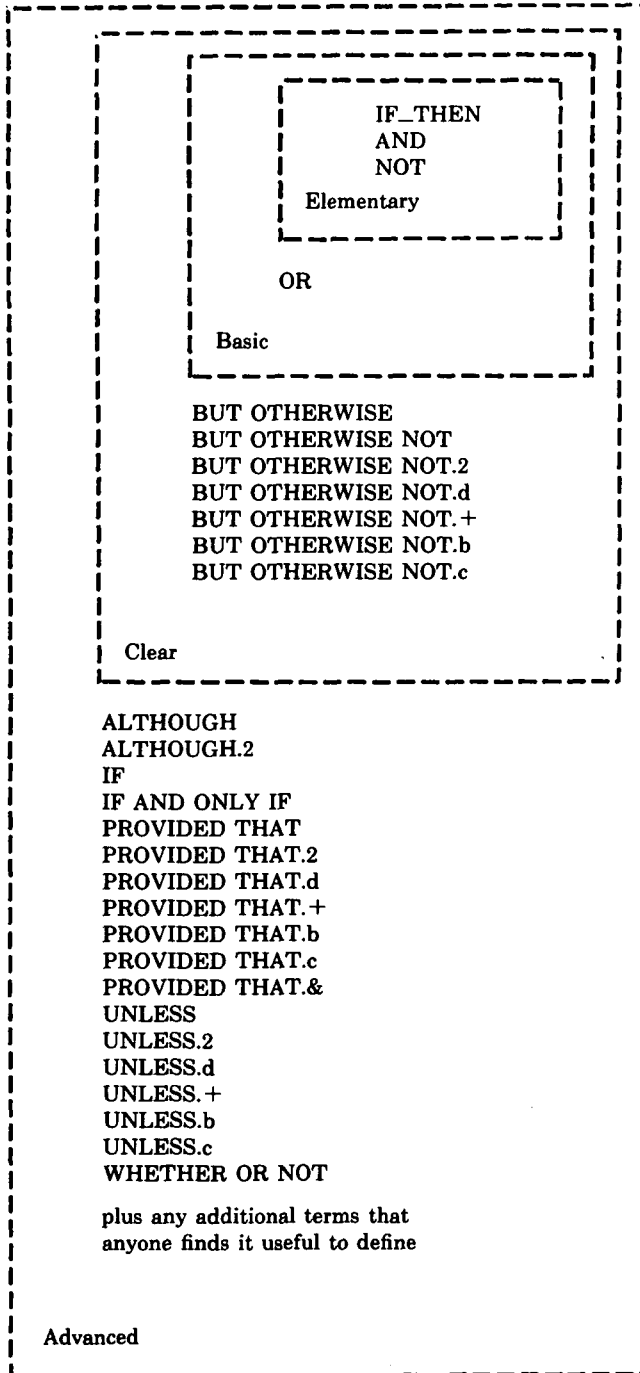 IF_THEN
AND
NOT
Elementary
OR
Basic
BUT OTHERWISE
BUT OTHERWISE NOT
BUT OTHERWISE NOT.2
BUT OTHERWISE NOT.d
BUT OTHERWISE NOT.+
BUT OTHERWISE NOT.b
BUT OTHERWISE NOT.c
Clear
ALTHOUGH
ALTHOUGH.2
IF
IF AND ONLY IF
PROVIDED THAT
PROVIDED THAT.2
PROVIDED THAT.d
PROVIDED THAT.+
PROVIDED THAT.b
PROVIDED THAT.c
PROVIDED THAT.&
UNLESS
UNLESS.2
UNLESS.d
UNLESS.+
UNLESS.b
UNLESS.c
WHETHER OR NOT
plus any additional terms that
anyone finds it useful to define
Advanced